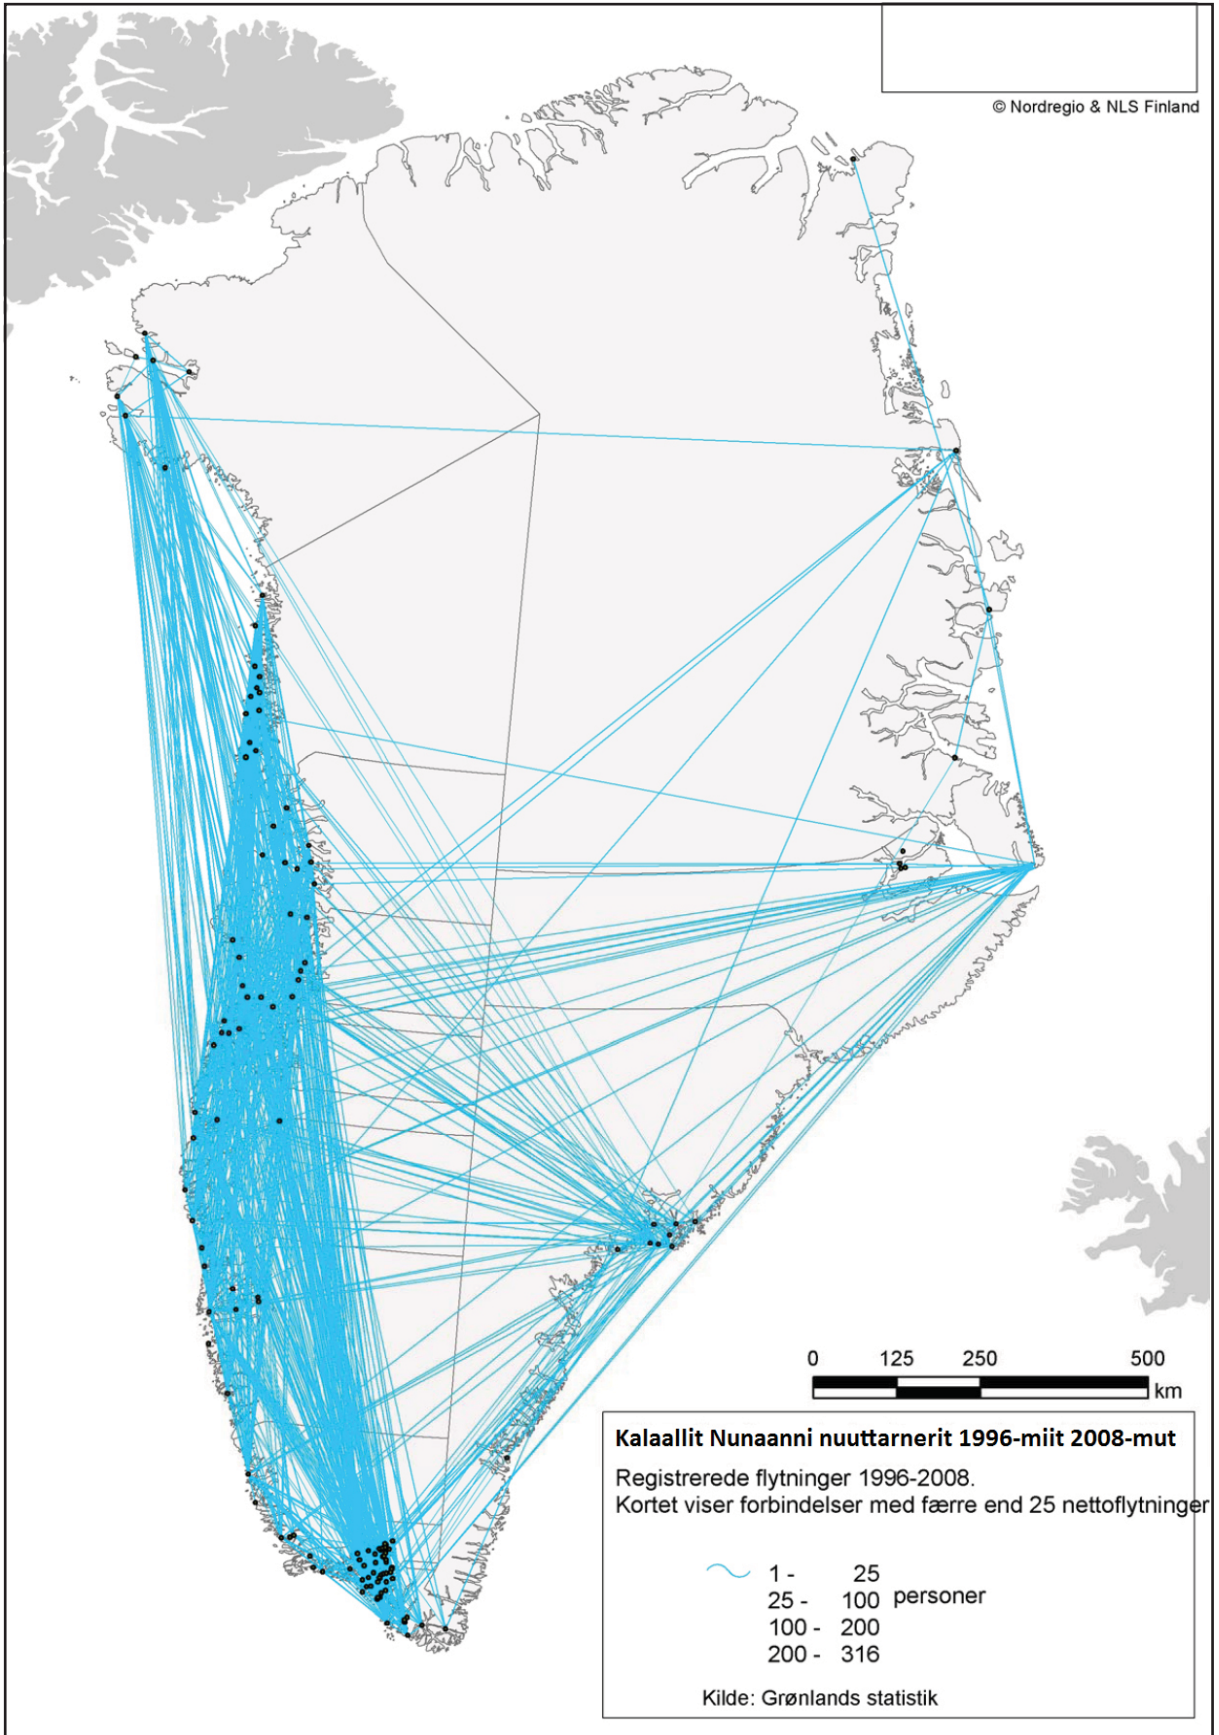 © Nordregio & NLS Finland
0 125 250 500
km
Kalaallit Nunaanni nuuttarnerit 1996-miit 2008-mut
Registrerede flytninger 1996-2008.
Kortet viser forbindelser med færre end 25 nettoflytninger
1 - 25
25 - 100 personer
100 - 200
200 - 316
Kilde: Grønlands statistik